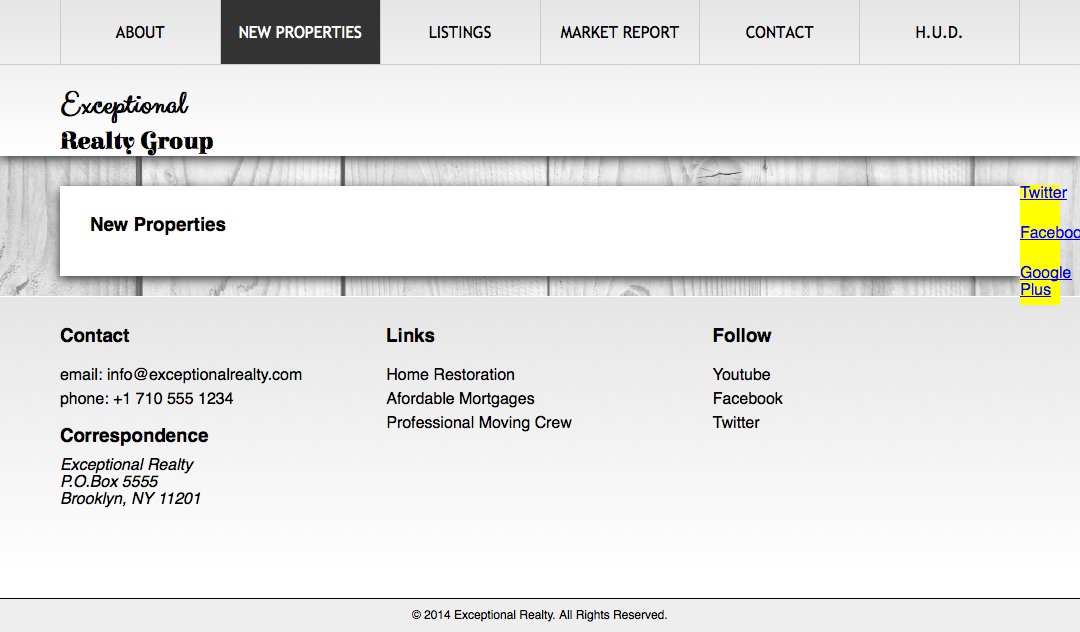 ABOUT
NEW PROPERTIES
LISTINGS
MARKET REPORT
CONTACT
H.U.D.
Exceptional
Realty Group
New Properties
Twitter
Faceboo
Google
Plus
Contact
email: info@exceptionalrealty.com
phone: +1 710 555 1234
Correspondence
Exceptional Realty
P.O.Box 5555
Brooklyn, NY 11201
Links
Home Restoration
Afordable Mortgages
Professional Moving Crew
Follow
Youtube
Facebook
Twitter
© 2014 Exceptional Realty. All Rights Reserved.